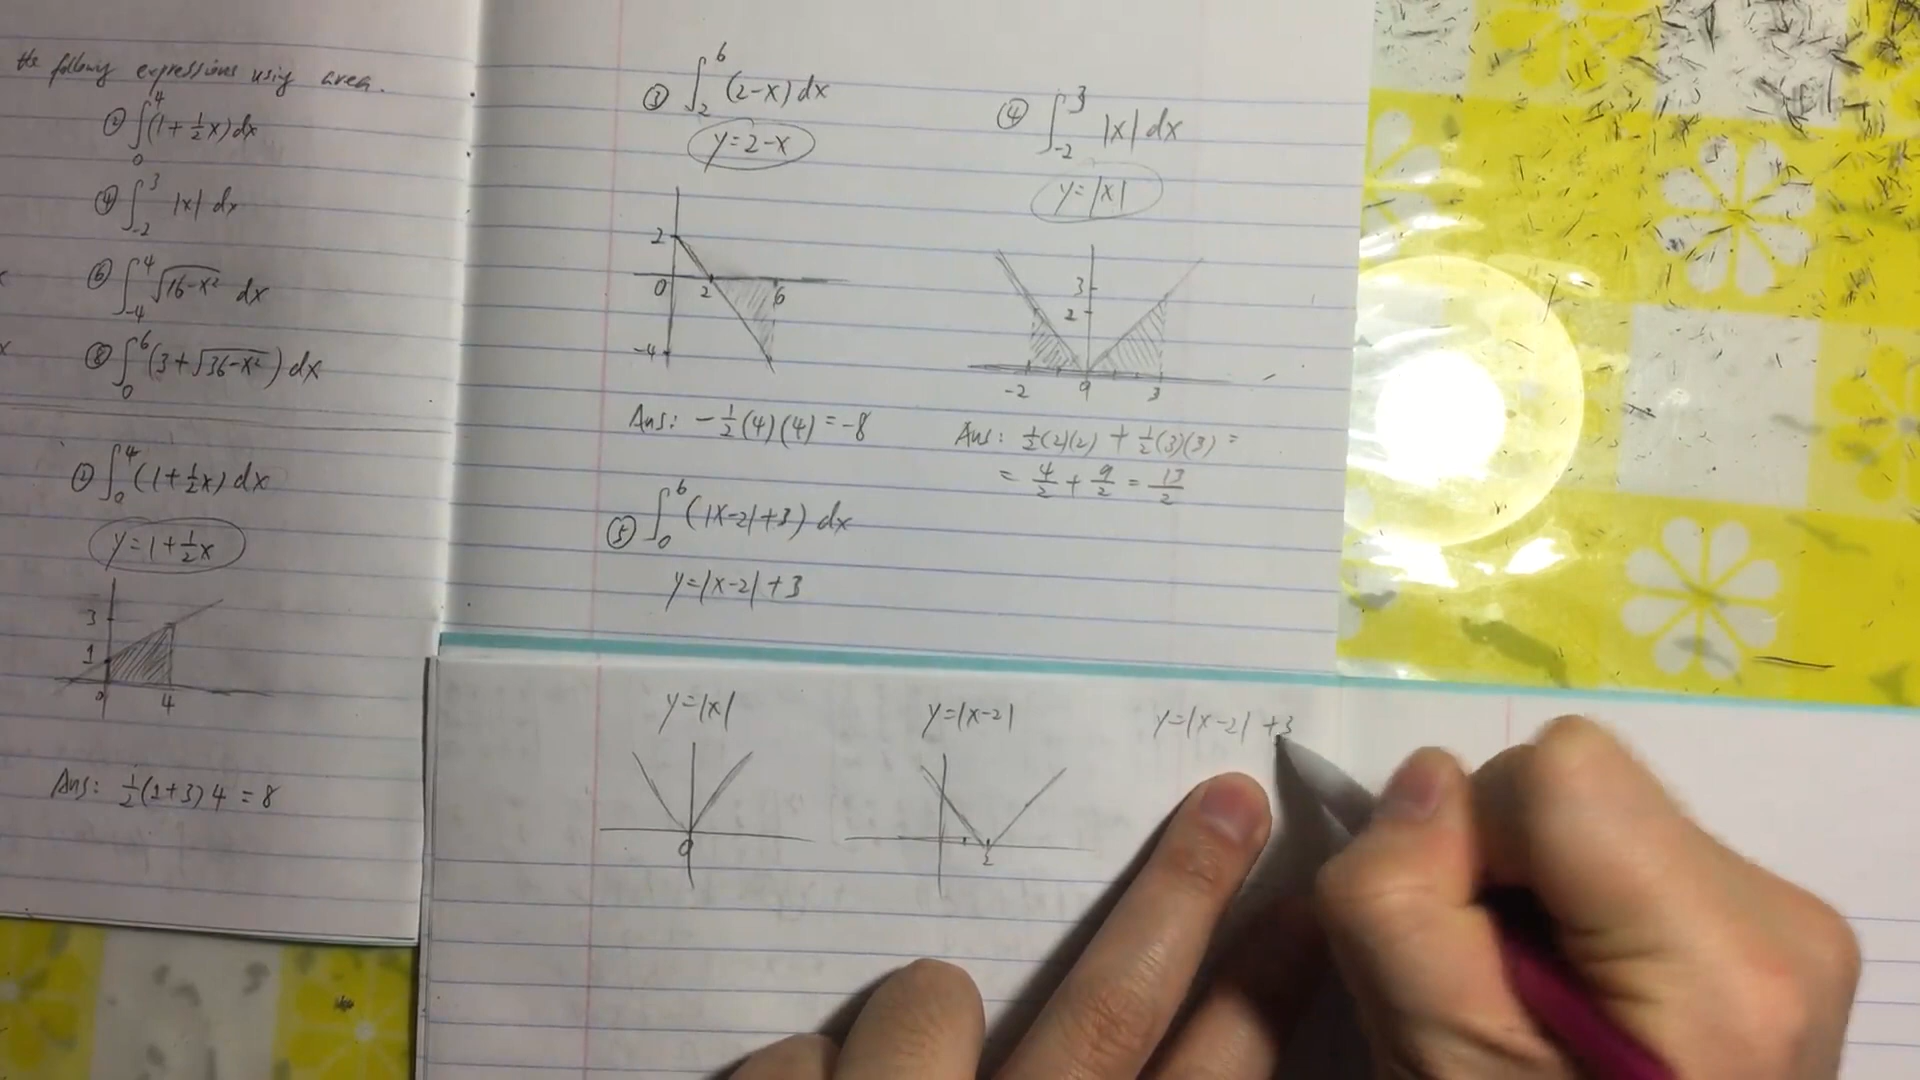 the following expressions using area.
② ∫₀⁴ (1+½x) dx
④ ∫₋₂³ |x| dx
⑥ ∫₋₄⁴ √(16-x²) dx
⑧ ∫₀⁶ (3+√(36-x²)) dx
② ∫₀⁴ (1+½x) dx
y=1+½x
3
1
0 4
Ans: ½(1+3)4 = 8
③ ∫₂⁶ (2-x) dx
y=2-x
2
0 2 6
-4
Ans: -½(4)(4) = -8
④ ∫₋₂³ |x| dx
y=|x|
3
2
-2 0 3
Ans: ½(2)(2) + ½(3)(3) =
= 4/2 + 9/2 = 13/2
⑤ ∫₀⁶ (|x-2|+3) dx
y=|x-2|+3
y=|x|
0
y=|x-2|
2
y=|x-2| +3